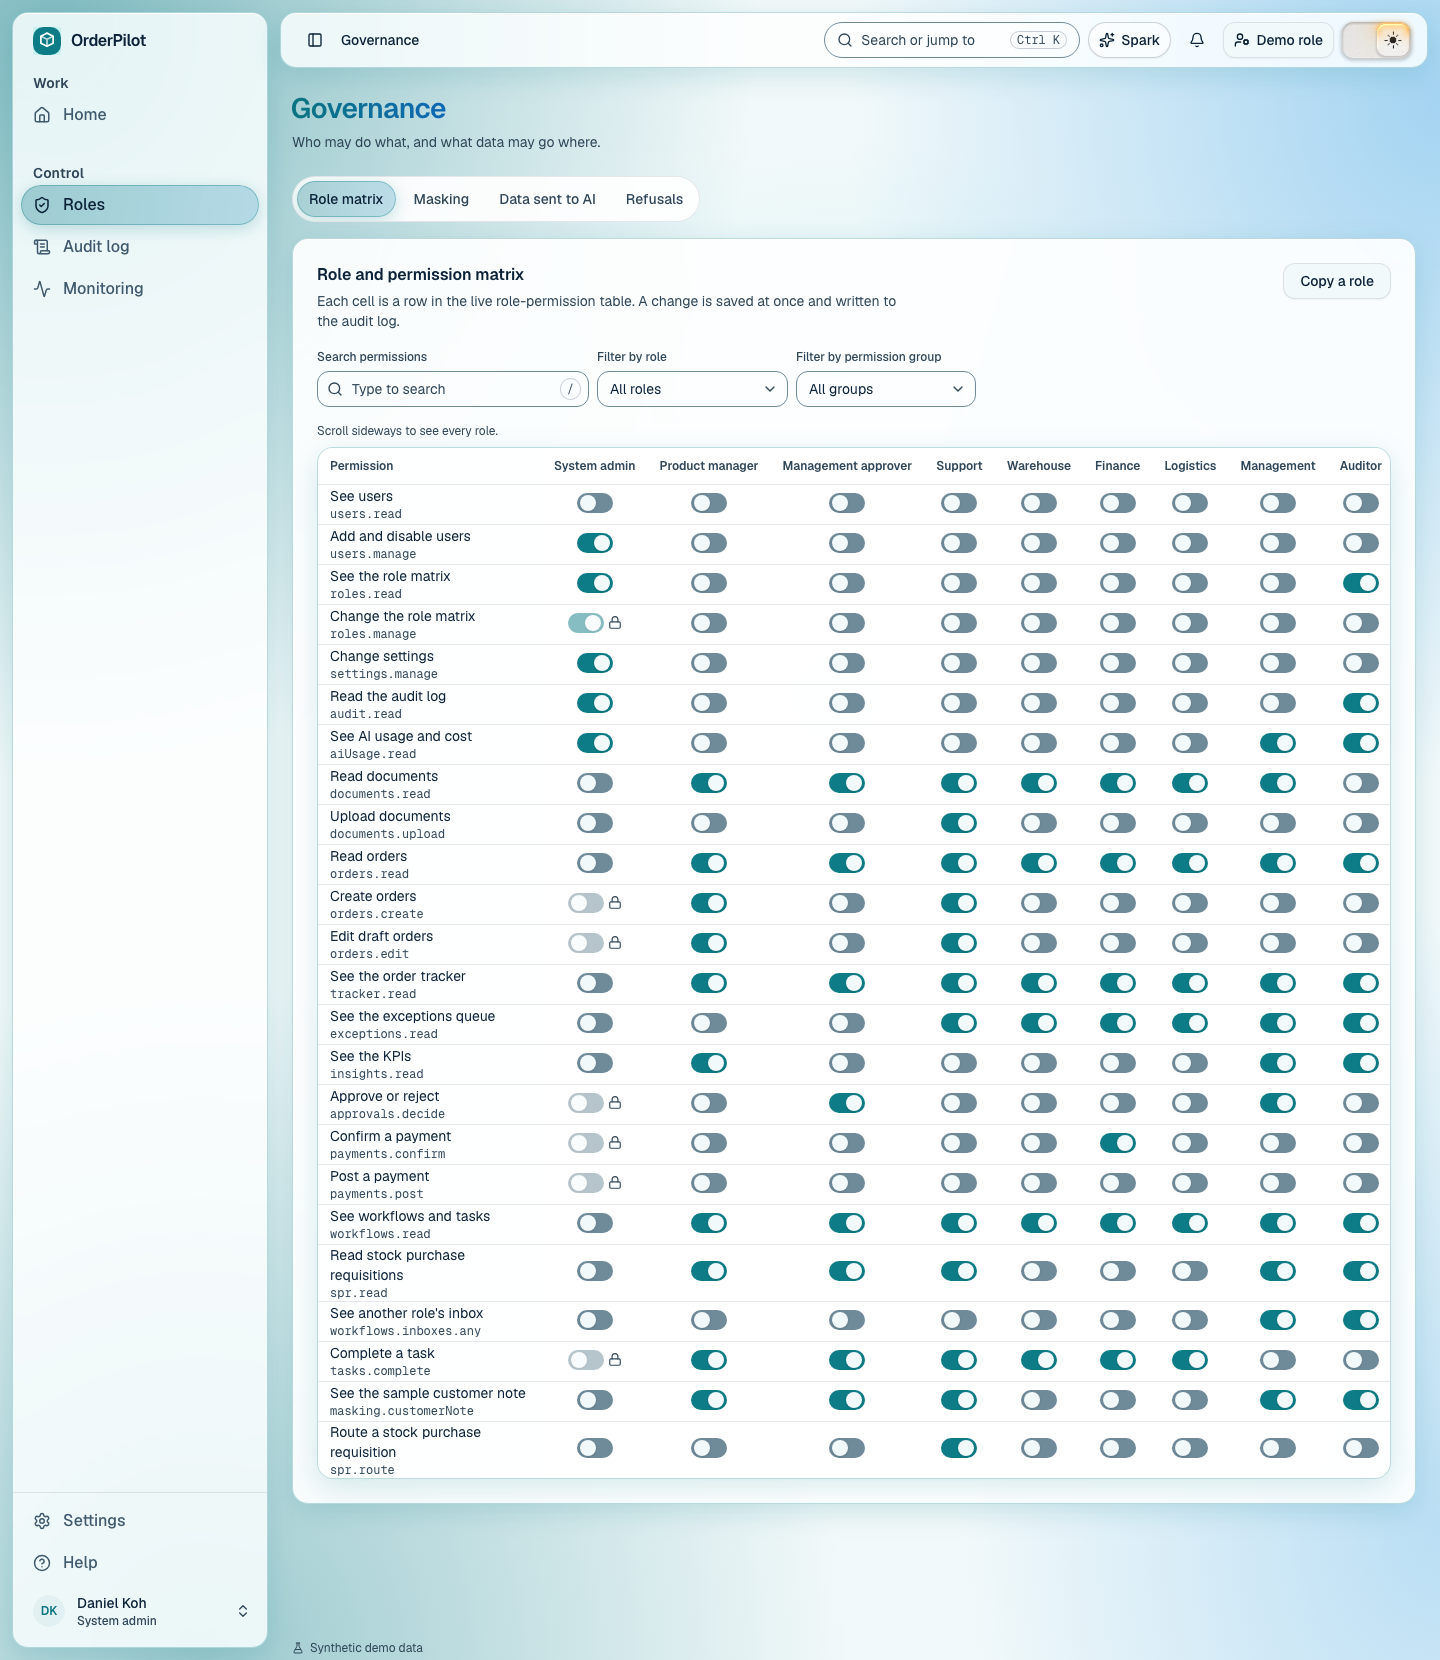 OrderPilot
Work
Home
Control
Roles
Audit log
Monitoring
Settings
Help
DK
Daniel Koh
System admin
Governance
Search or jump to
Ctrl K
Spark
Demo role
Governance
Who may do what, and what data may go where.
Role matrix
Masking
Data sent to AI
Refusals
Role and permission matrix
Each cell is a row in the live role-permission table. A change is saved at once and written to
the audit log.
Copy a role
Search permissions
Filter by role
Filter by permission group
Type to search
/
All roles
All groups
Scroll sideways to see every role.
Permission System admin Product manager Management approver Support Warehouse Finance Logistics Management Auditor
See users
users.read
Add and disable users
users.manage
See the role matrix
roles.read
Change the role matrix
roles.manage
Change settings
settings.manage
Read the audit log
audit.read
See AI usage and cost
aiUsage.read
Read documents
documents.read
Upload documents
documents.upload
Read orders
orders.read
Create orders
orders.create
Edit draft orders
orders.edit
See the order tracker
tracker.read
See the exceptions queue
exceptions.read
See the KPIs
insights.read
Approve or reject
approvals.decide
Confirm a payment
payments.confirm
Post a payment
payments.post
See workflows and tasks
workflows.read
Read stock purchase
requisitions
spr.read
See another role's inbox
workflows.inboxes.any
Complete a task
tasks.complete
See the sample customer note
masking.customerNote
Route a stock purchase
requisition
spr.route
Synthetic demo data